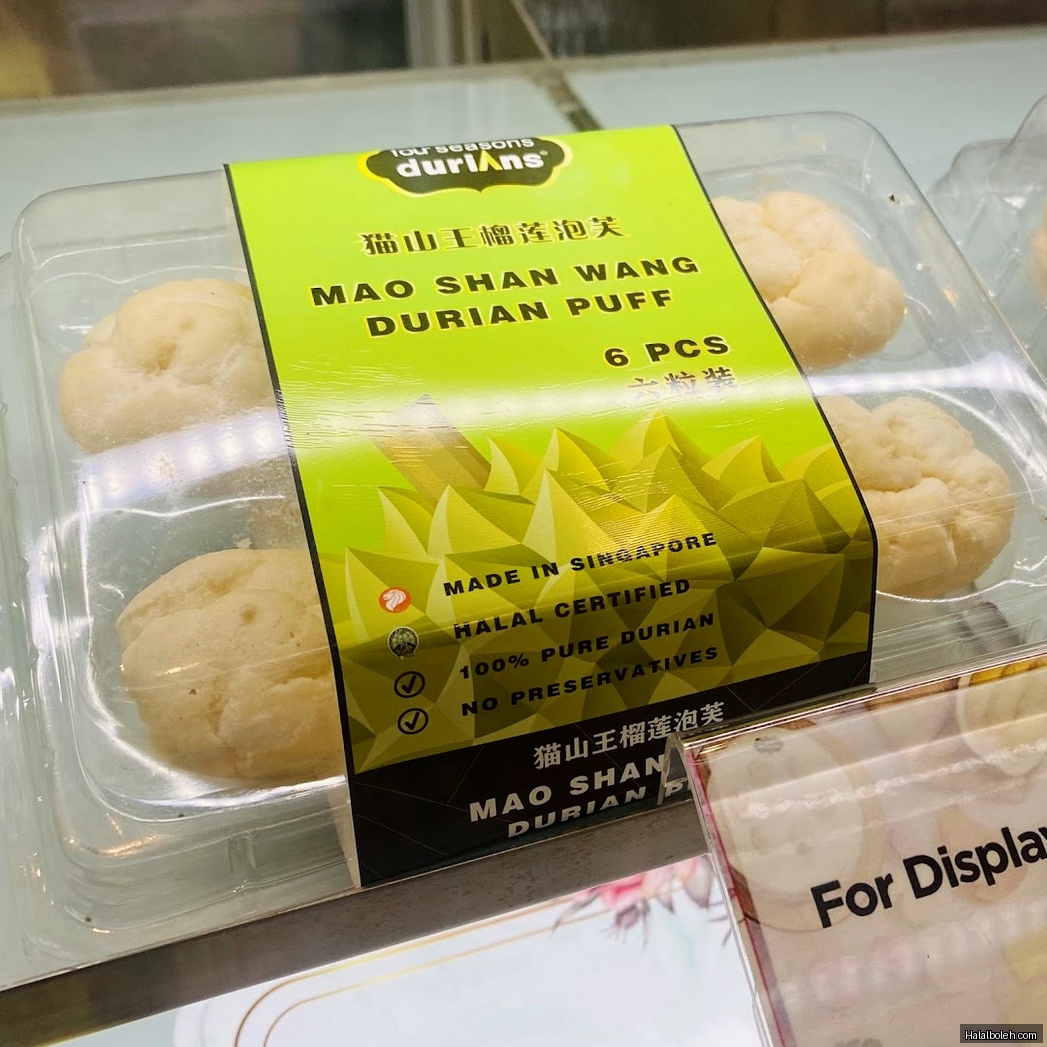 four seasons
durians
猫山王榴莲泡芙
MAO SHAN WANG
DURIAN PUFF
6 PCS
六粒装
MADE IN SINGAPORE
HALAL CERTIFIED
100% PURE DURIAN
NO PRESERVATIVES
猫山王榴莲泡芙
MAO SHAN
DURIAN
For Display
Halalboleh.com